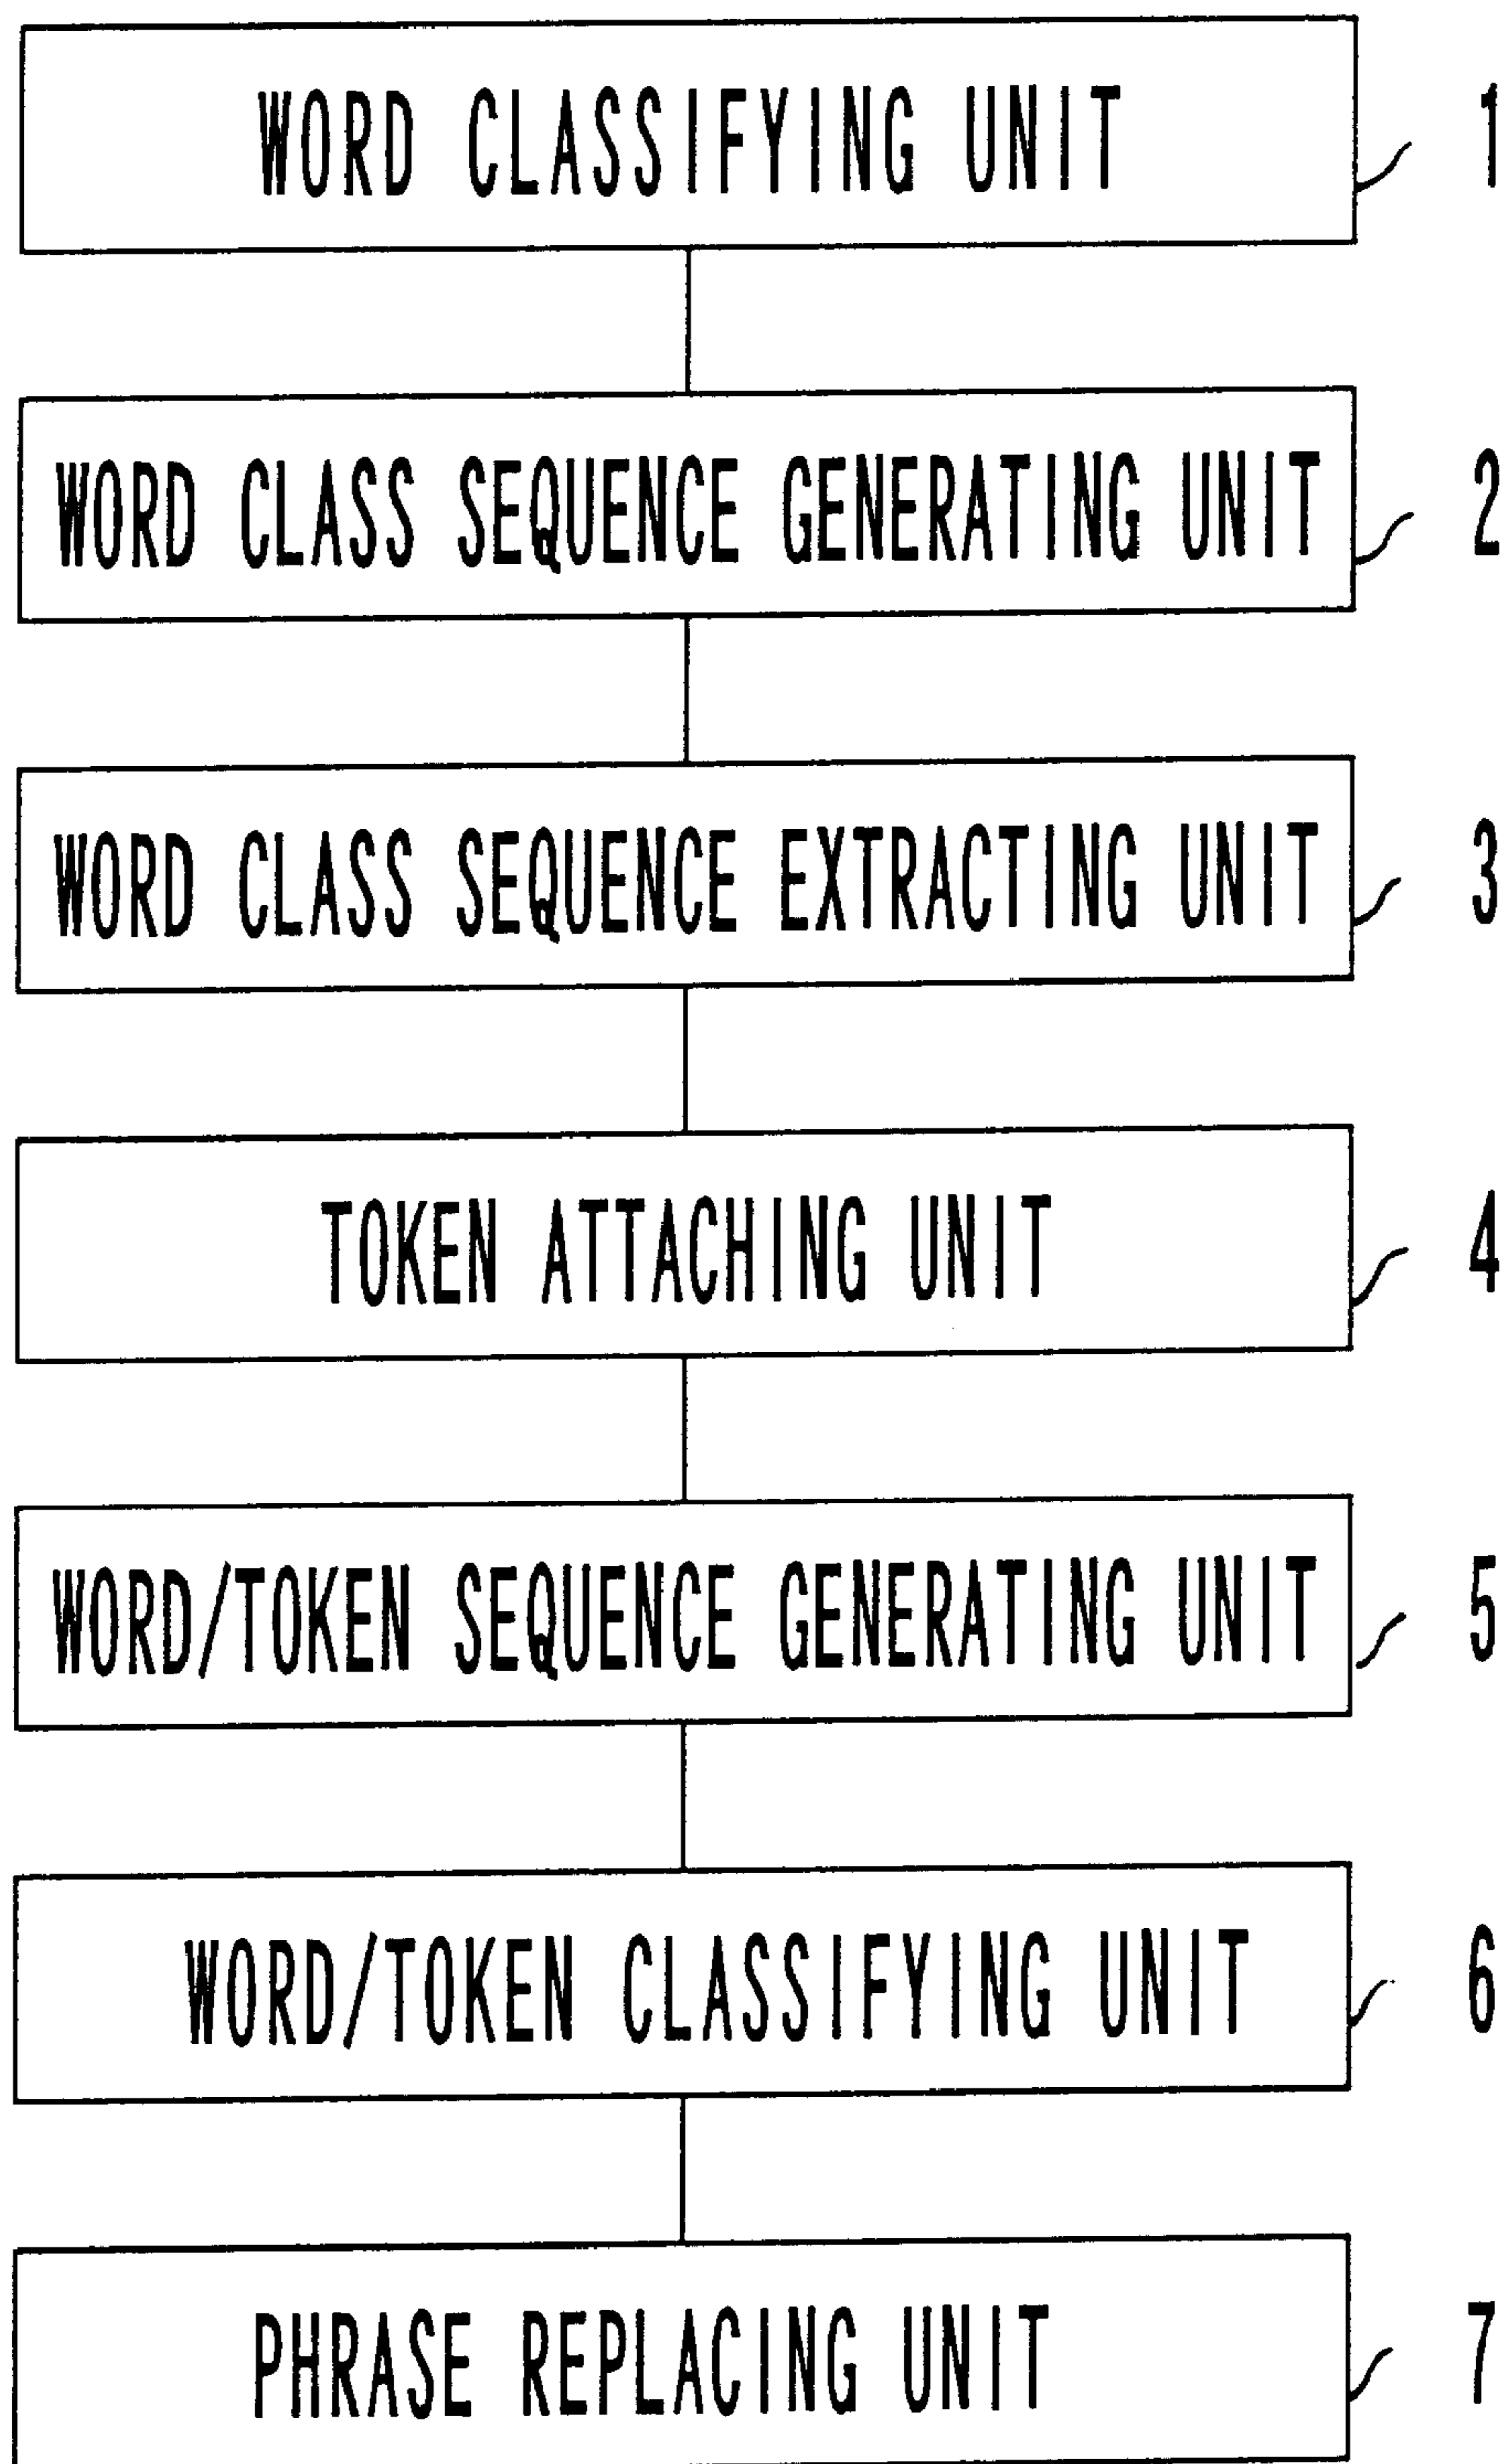 WORD CLASSIFYING UNIT 1
WORD CLASS SEQUENCE GENERATING UNIT 2
WORD CLASS SEQUENCE EXTRACTING UNIT 3
TOKEN ATTACHING UNIT 4
WORD/TOKEN SEQUENCE GENERATING UNIT 5
WORD/TOKEN CLASSIFYING UNIT 6
PHRASE REPLACING UNIT 7